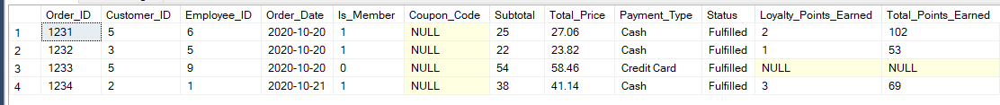 Order_ID Customer_ID Employee_ID Order_Date Is_Member Coupon_Code Subtotal Total_Price Payment_Type Status Loyalty_Points_Earned Total_Points_Earned
1 1231 5 6 2020-10-20 1 NULL 25 27.06 Cash Fulfilled 2 102
2 1232 3 5 2020-10-20 1 NULL 22 23.82 Cash Fulfilled 1 53
3 1233 5 9 2020-10-20 0 NULL 54 58.46 Credit Card Fulfilled NULL NULL
4 1234 2 1 2020-10-21 1 NULL 38 41.14 Cash Fulfilled 3 69